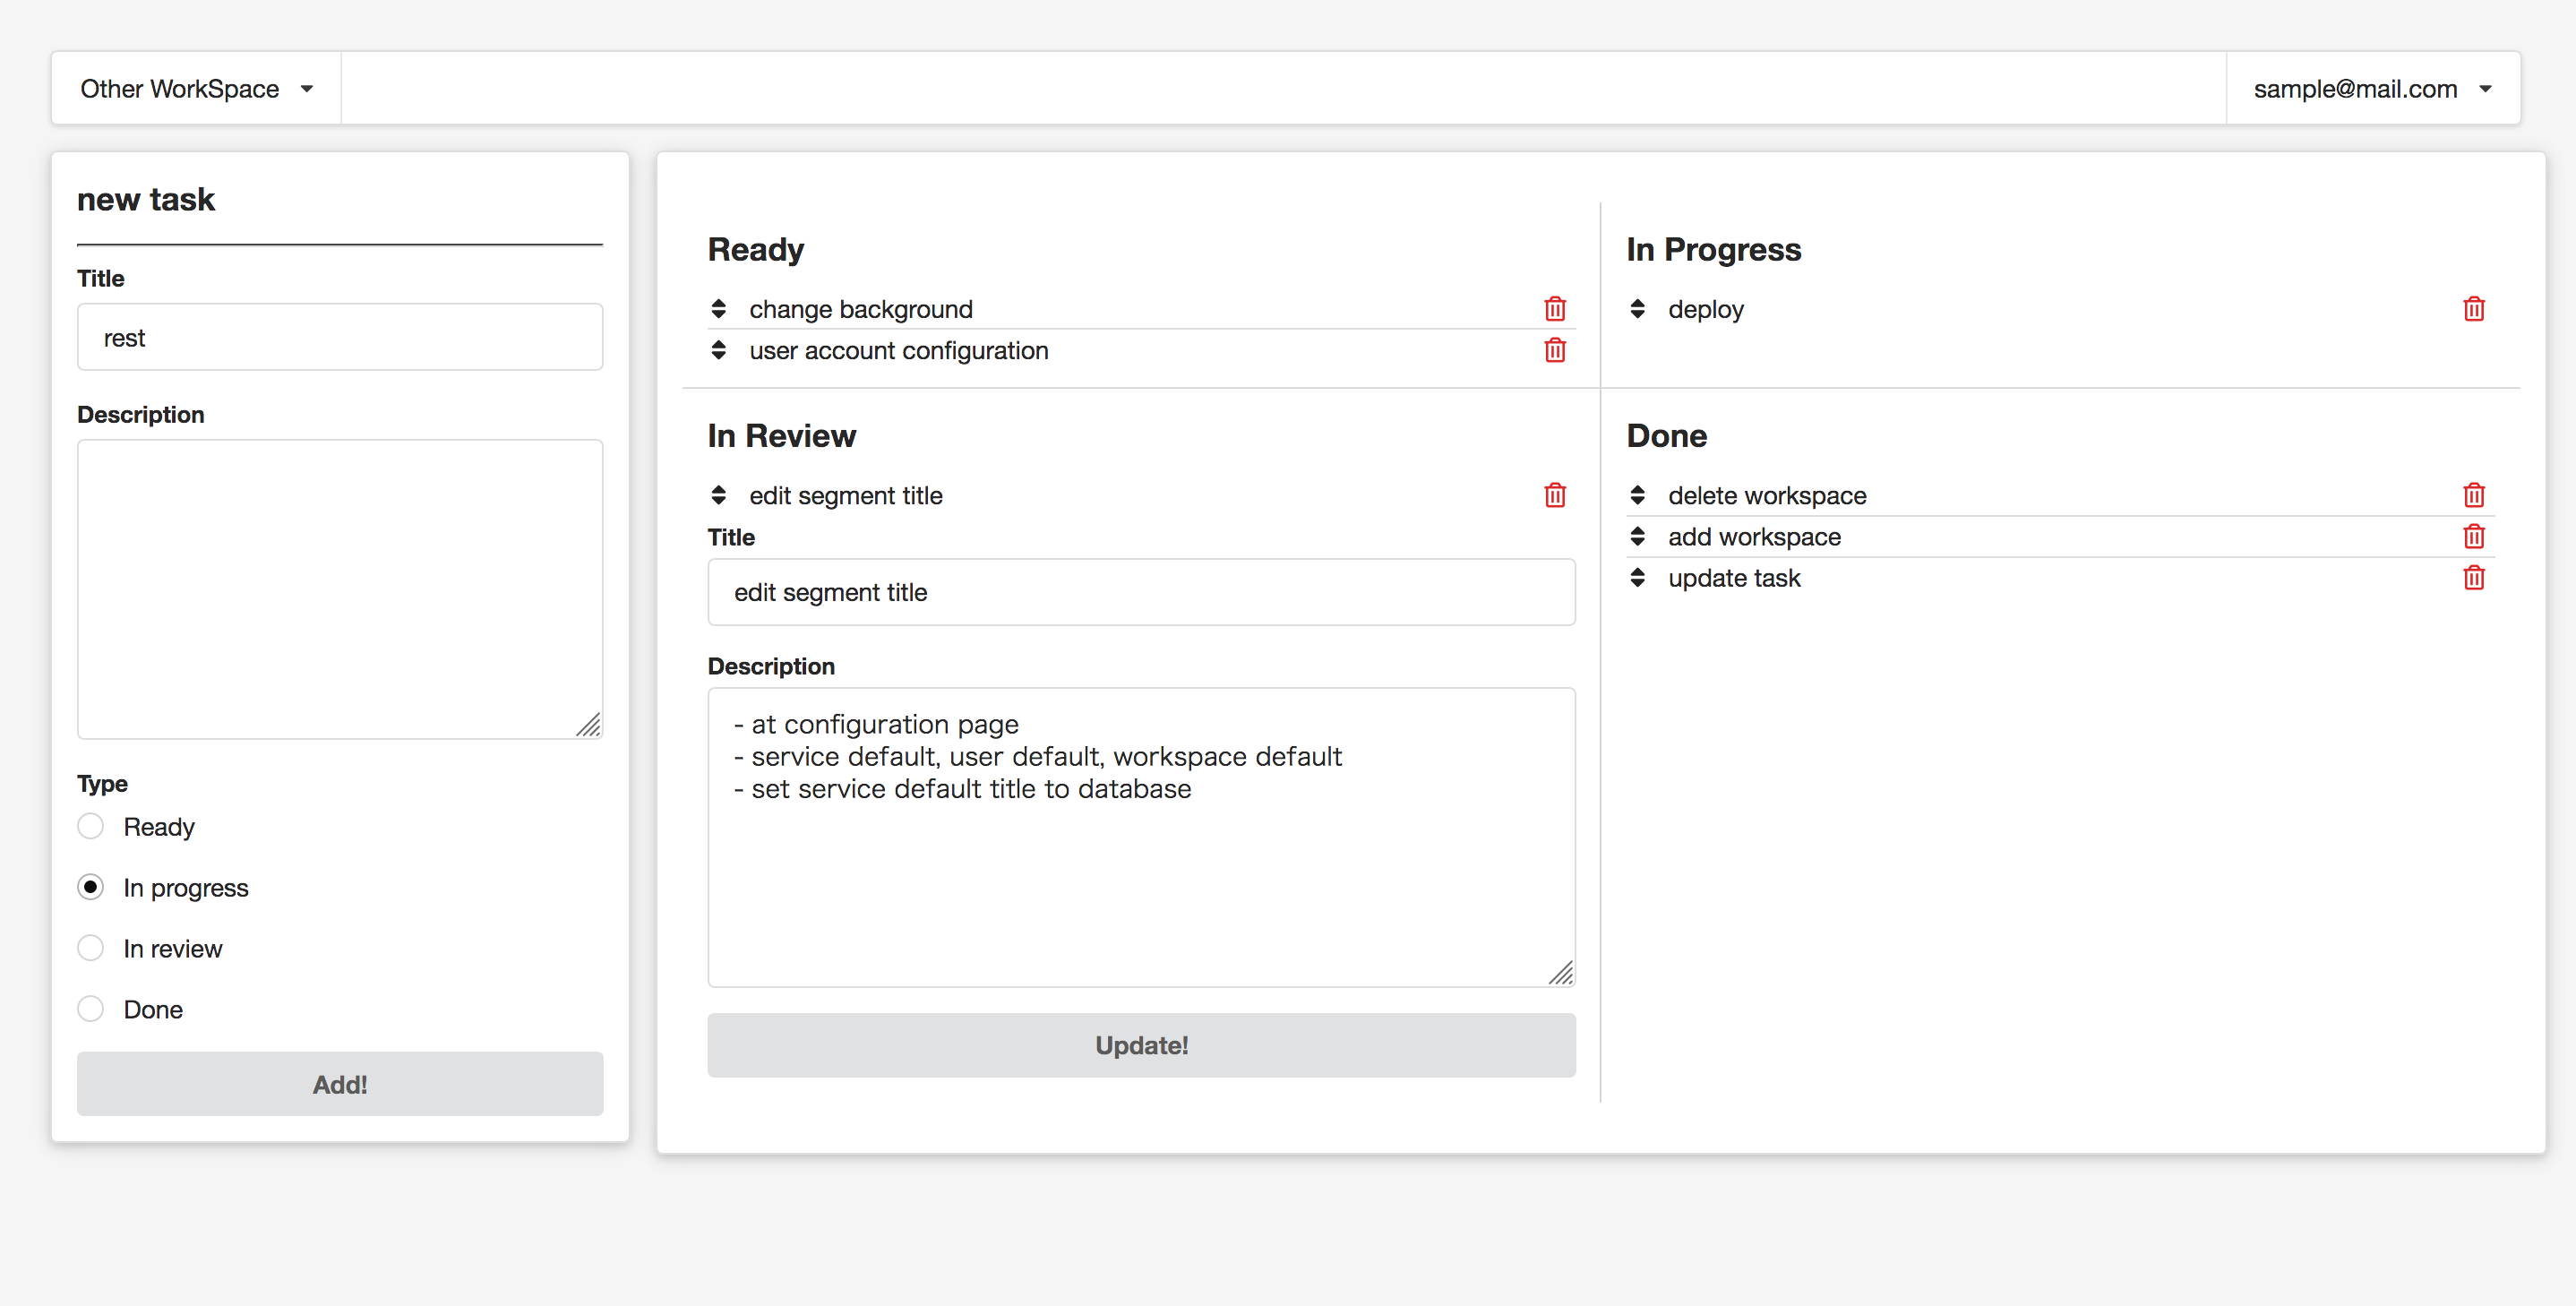 Other WorkSpace
sample@mail.com
new task
Title
rest
Description
Type
Ready
In progress
In review
Done
Add!
Ready
change background
user account configuration
In Progress
deploy
In Review
edit segment title
Title
edit segment title
Description
- at configuration page
- service default, user default, workspace default
- set service default title to database
Update!
Done
delete workspace
add workspace
update task